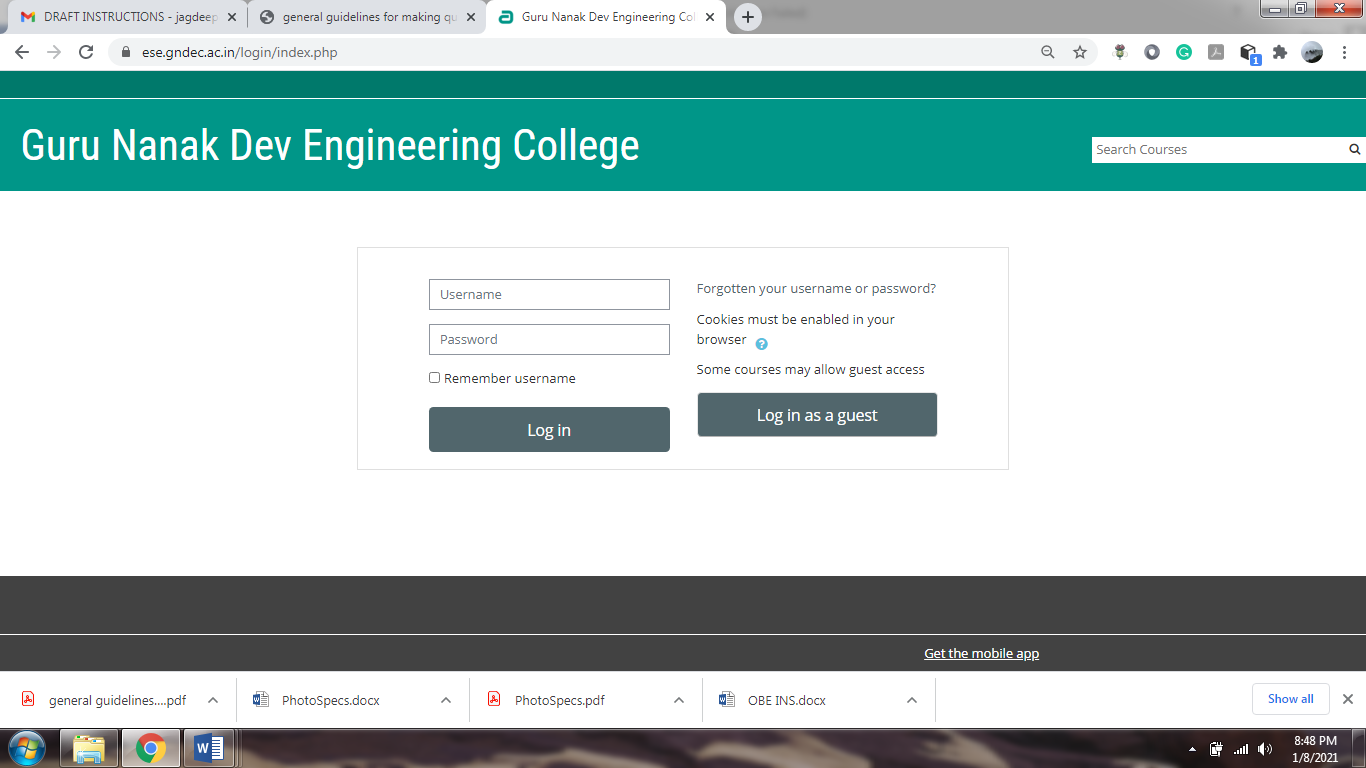 DRAFT INSTRUCTIONS - jagdeep
general guidelines for making qu
Guru Nanak Dev Engineering Col
ese.gndec.ac.in/login/index.php
1
Guru Nanak Dev Engineering College
Search Courses
Username
Password
Remember username
Log in
Forgotten your username or password?
Cookies must be enabled in your
browser
Some courses may allow guest access
Log in as a guest
Get the mobile app
general guidelines....pdf
PhotoSpecs.docx
PhotoSpecs.pdf
OBE INS.docx
Show all
8:48 PM
1/8/2021